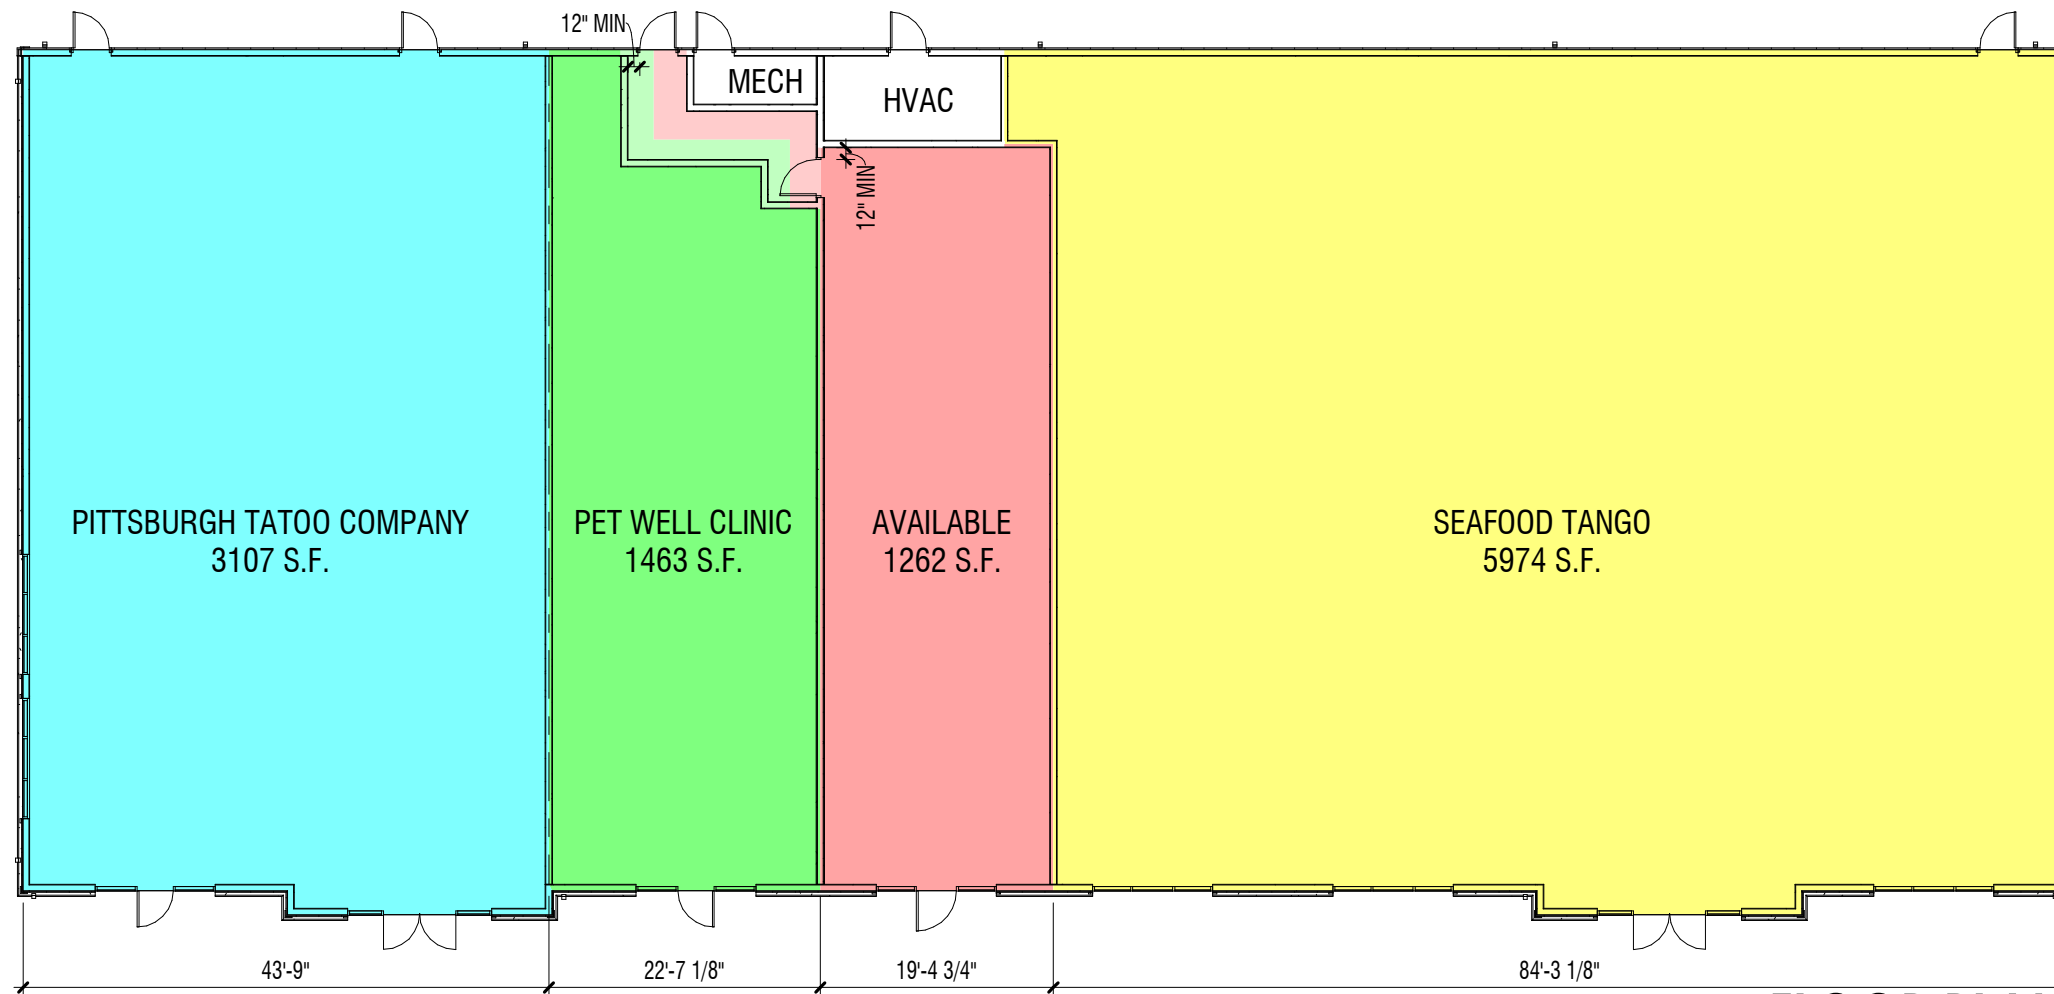 12" MIN
MECH
HVAC
12" MIN
PITTSBURGH TATOO COMPANY
3107 S.F.
PET WELL CLINIC
1463 S.F.
AVAILABLE
1262 S.F.
SEAFOOD TANGO
5974 S.F.
43'-9"
22'-7 1/8"
19'-4 3/4"
84'-3 1/8"